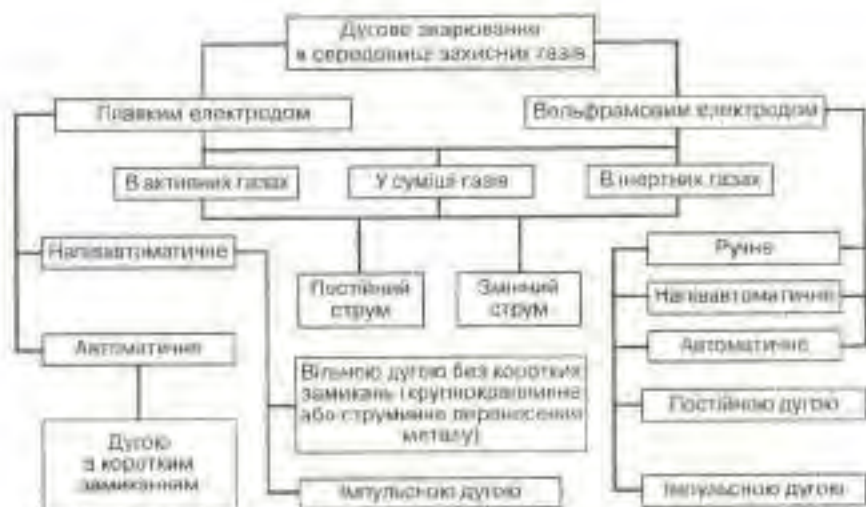 Дугове зварювання
в середовищі захисних газів
Плавким електродом
Вольфрамовим електродом
В активних газах
У суміші газів
В інертних газах
Напівавтоматичне
Ручне
Постійний
струм
Змінний
струм
Напівавтоматичне
Автоматичне
Автоматичне
Вільною дугою без коротких
замикань (крупнокраплинне
або струминне перенесення
металу)
Постійною дугою
Дугою
з коротким
замиканням
Імпульсною дугою
Імпульсною дугою